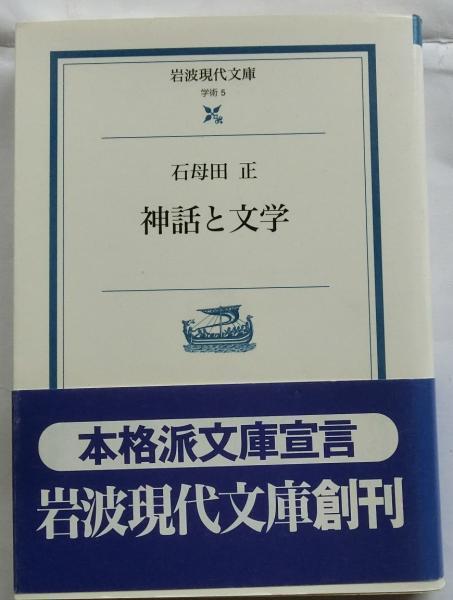 岩波現代文庫
学術 5
石母田 正
神話と文学
本格派文庫宣言
岩波現代文庫創刊